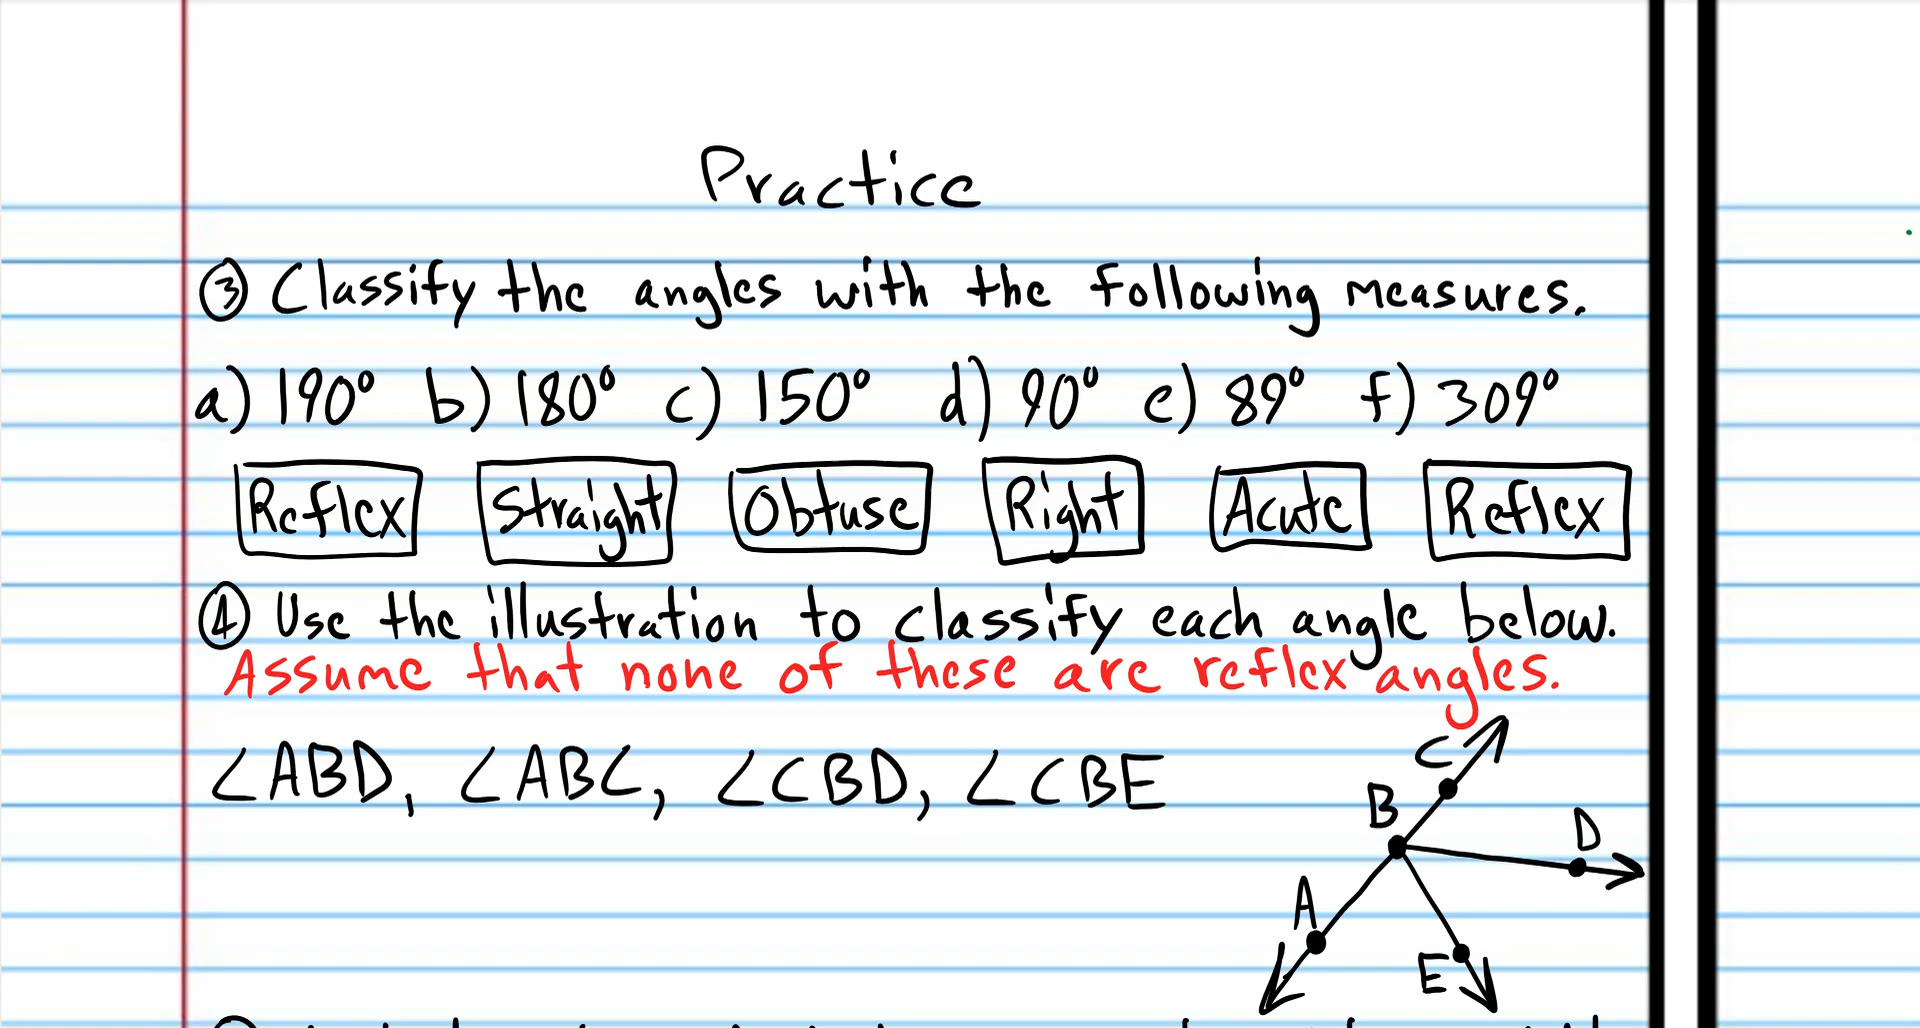 Practice
③ Classify the angles with the following measures.
a) 190° b) 180° c) 150° d) 90° e) 89° f) 309°
Reflex Straight Obtuse Right Acute Reflex
④ Use the illustration to classify each angle below.
Assume that none of these are reflex angles.
∠ABD, ∠ABC, ∠CBD, ∠CBE
C
B
D
A
E